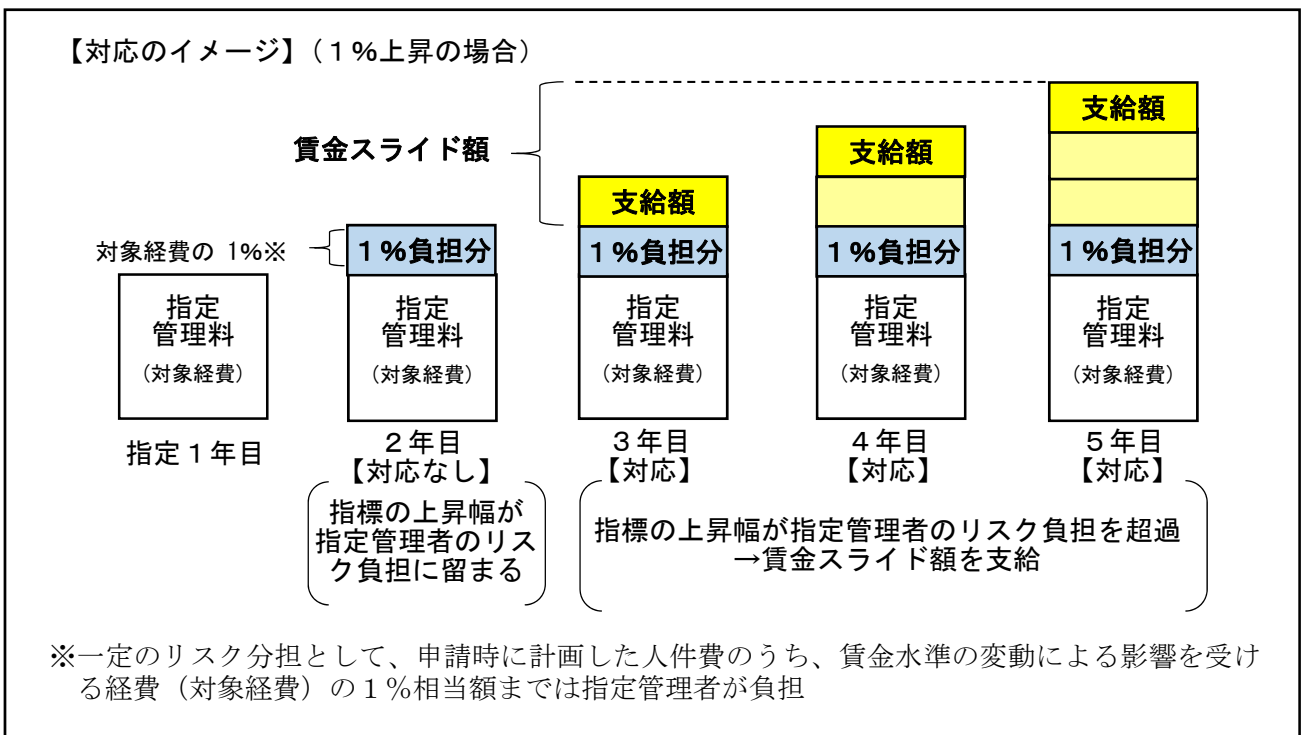 【対応のイメージ】（１％上昇の場合）
賃金スライド額
支給額
支給額
支給額
対象経費の 1%※
１％負担分
１％負担分
１％負担分
１％負担分
指定
管理料
（対象経費）
指定
管理料
（対象経費）
指定
管理料
（対象経費）
指定
管理料
（対象経費）
指定
管理料
（対象経費）
指定１年目
２年目
【対応なし】
３年目
【対応】
４年目
【対応】
５年目
【対応】
指標の上昇幅が
指定管理者のリス
ク負担に留まる
指標の上昇幅が指定管理者のリスク負担を超過
→賃金スライド額を支給
※一定のリスク分担として、申請時に計画した人件費のうち、賃金水準の変動による影響を受け
る経費（対象経費）の１％相当額までは指定管理者が負担